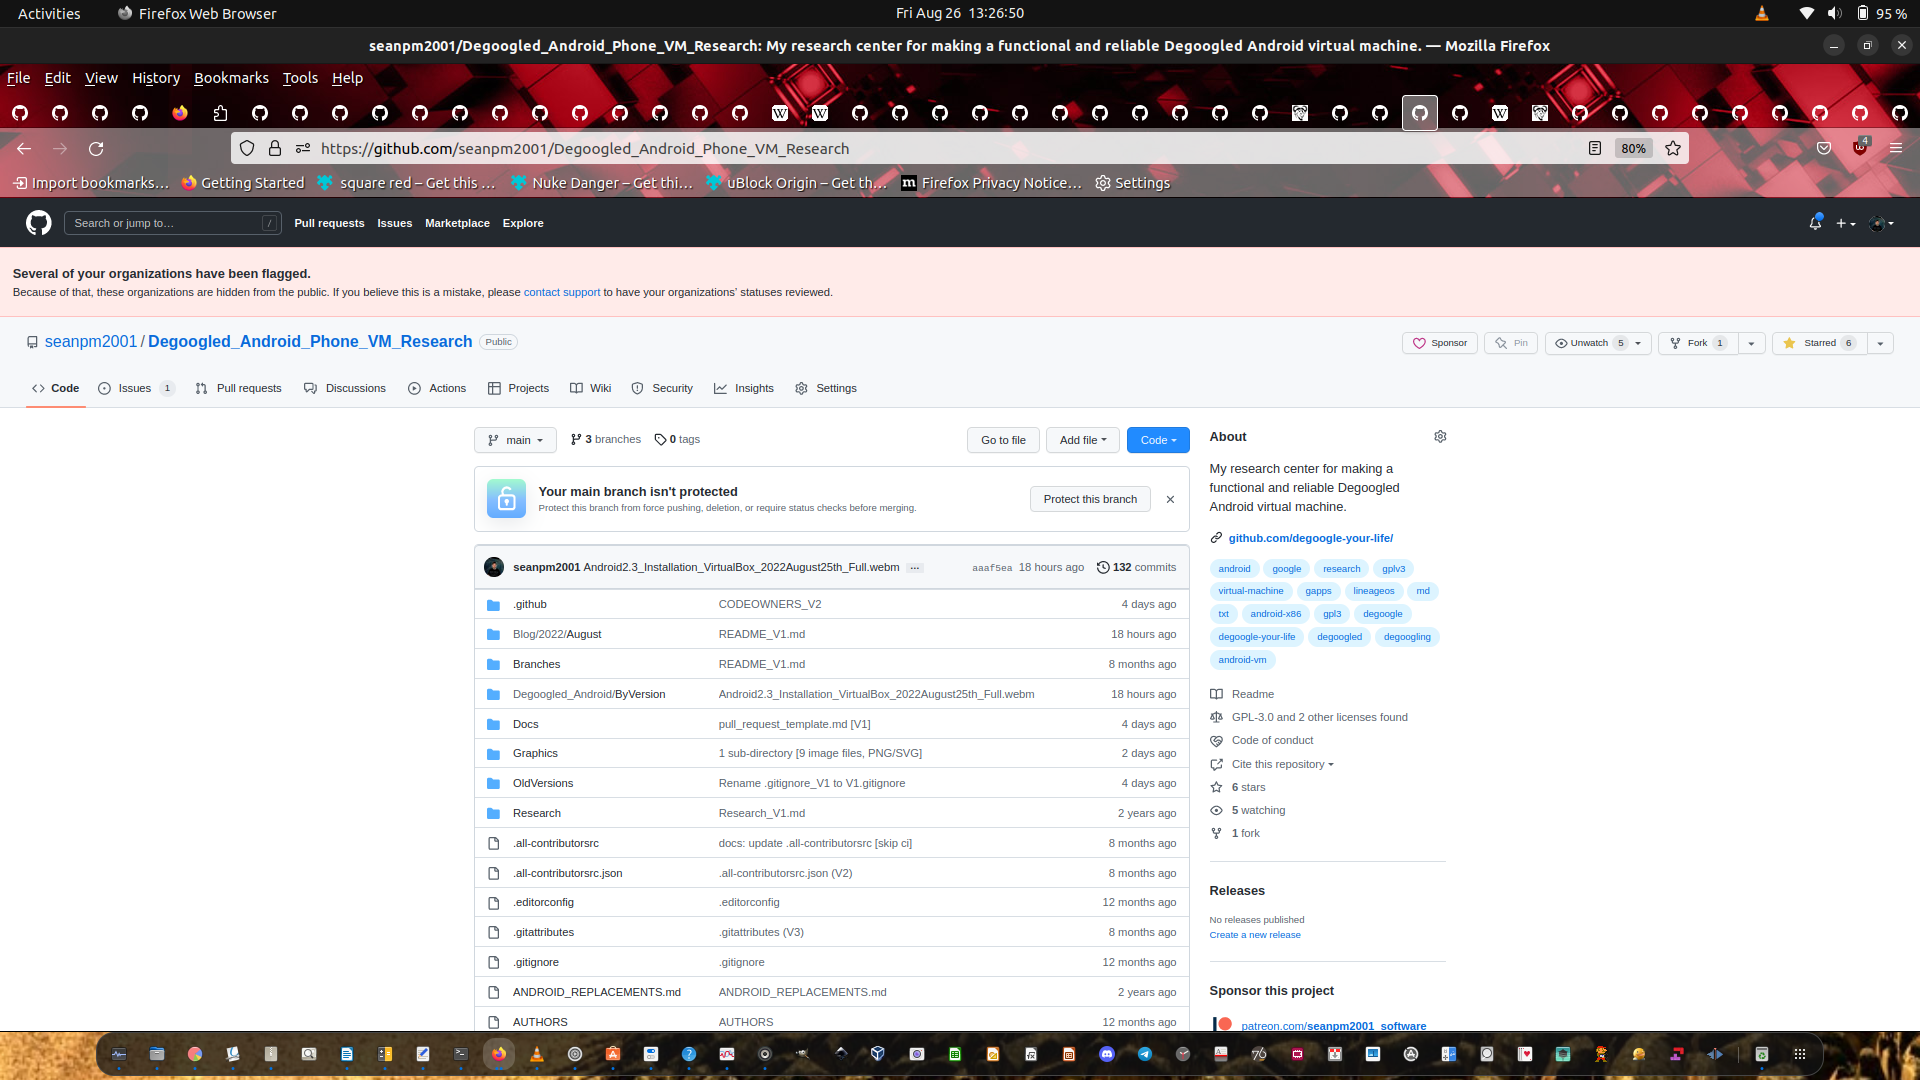 Activities Firefox Web Browser Fri Aug 26 13:26:50 95 %
seanpm2001/Degoogled_Android_Phone_VM_Research: My research center for making a functional and reliable Degoogled Android virtual machine. — Mozilla Firefox
File Edit View History Bookmarks Tools Help
https://github.com/seanpm2001/Degoogled_Android_Phone_VM_Research 80% 4
Import bookmarks… Getting Started square red – Get this … Nuke Danger – Get thi… uBlock Origin – Get th… Firefox Privacy Notice… Settings
Search or jump to… / Pull requests Issues Marketplace Explore
Several of your organizations have been flagged.
Because of that, these organizations are hidden from the public. If you believe this is a mistake, please contact support to have your organizations' statuses reviewed.
seanpm2001 / Degoogled_Android_Phone_VM_Research Public Sponsor Pin Unwatch 5 Fork 1 Starred 6
Code Issues 1 Pull requests Discussions Actions Projects Wiki Security Insights Settings
main 3 branches 0 tags Go to file Add file Code
Your main branch isn't protected
Protect this branch from force pushing, deletion, or require status checks before merging.
Protect this branch
seanpm2001 Android2.3_Installation_VirtualBox_2022August25th_Full.webm … aaaf5ea 18 hours ago 132 commits
.github CODEOWNERS_V2 4 days ago
Blog/2022/August README_V1.md 18 hours ago
Branches README_V1.md 8 months ago
Degoogled_Android/ByVersion Android2.3_Installation_VirtualBox_2022August25th_Full.webm 18 hours ago
Docs pull_request_template.md [V1] 4 days ago
Graphics 1 sub-directory [9 image files, PNG/SVG] 2 days ago
OldVersions Rename .gitignore_V1 to V1.gitignore 4 days ago
Research Research_V1.md 2 years ago
.all-contributorsrc docs: update .all-contributorsrc [skip ci] 8 months ago
.all-contributorsrc.json .all-contributorsrc.json (V2) 8 months ago
.editorconfig .editorconfig 12 months ago
.gitattributes .gitattributes (V3) 8 months ago
.gitignore .gitignore 12 months ago
ANDROID_REPLACEMENTS.md ANDROID_REPLACEMENTS.md 2 years ago
AUTHORS AUTHORS 12 months ago
About
My research center for making a
functional and reliable Degoogled
Android virtual machine.
github.com/degoogle-your-life/
android google research gplv3
virtual-machine gapps lineageos md
txt android-x86 gpl3 degoogle
degoogle-your-life degoogled degoogling
android-vm
Readme
GPL-3.0 and 2 other licenses found
Code of conduct
Cite this repository
6 stars
5 watching
1 fork
Releases
No releases published
Create a new release
Sponsor this project
patreon.com/seanpm2001_software